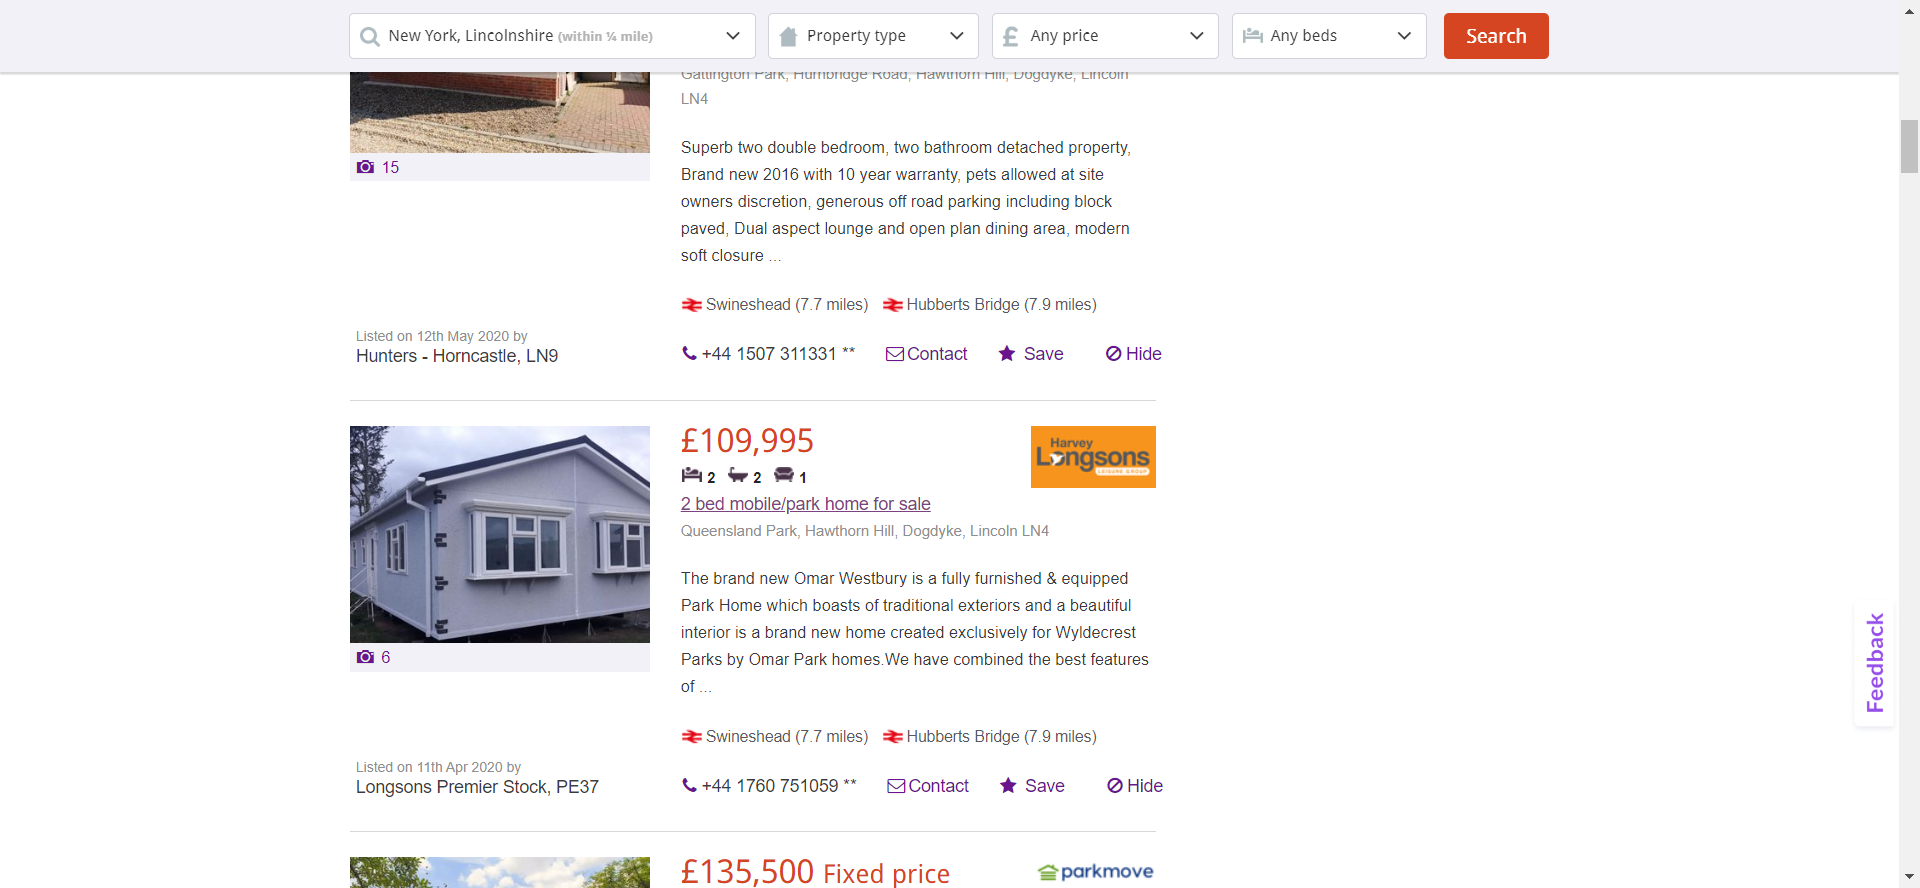 New York, Lincolnshire (within ¼ mile)
Property type
Any price
Any beds
Search
Gattington Park, Humbridge Road, Hawthorn Hill, Dogdyke, Lincoln
LN4
15
Superb two double bedroom, two bathroom detached property,
Brand new 2016 with 10 year warranty, pets allowed at site
owners discretion, generous off road parking including block
paved, Dual aspect lounge and open plan dining area, modern
soft closure ...
Swineshead (7.7 miles) Hubberts Bridge (7.9 miles)
Listed on 12th May 2020 by
Hunters - Horncastle, LN9
+44 1507 311331 ** Contact Save Hide
£109,995
Harvey
Longsons
LEISURE GROUP
2 2 1
2 bed mobile/park home for sale
Queensland Park, Hawthorn Hill, Dogdyke, Lincoln LN4
The brand new Omar Westbury is a fully furnished & equipped
Park Home which boasts of traditional exteriors and a beautiful
interior is a brand new home created exclusively for Wyldecrest
Parks by Omar Park homes.We have combined the best features
of ...
6
Swineshead (7.7 miles) Hubberts Bridge (7.9 miles)
Listed on 11th Apr 2020 by
Longsons Premier Stock, PE37
+44 1760 751059 ** Contact Save Hide
£135,500 Fixed price
parkmove
Feedback